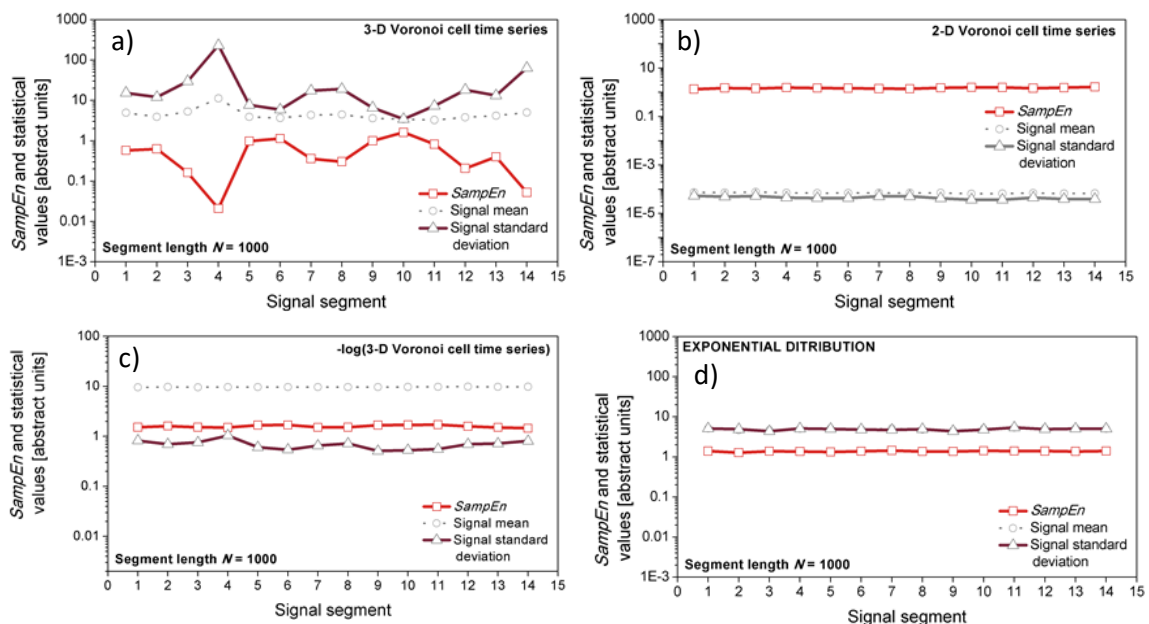 a)
3-D Voronoi cell time series
SampEn and statistical
values [abstract units]
1000
100
10
1
0.1
0.01
1E-3
SampEn
Signal mean
Signal standard
deviation
Segment length N = 1000
0 1 2 3 4 5 6 7 8 9 10 11 12 13 14 15
Signal segment
b)
2-D Voronoi cell time series
SampEn and statistical
values [abstract units]
1000
10
0.1
1E-3
1E-5
1E-7
SampEn
Signal mean
Signal standard
deviation
Segment length N = 1000
0 1 2 3 4 5 6 7 8 9 10 11 12 13 14 15
Signal segment
c)
-log(3-D Voronoi cell time series)
SampEn and statistical
values [abstract units]
100
10
1
0.1
0.01
SampEn
Signal mean
Signal standard
deviation
Segment length N = 1000
0 1 2 3 4 5 6 7 8 9 10 11 12 13 14 15
Signal segment
EXPONENTIAL DITRIBUTION
d)
SampEn and statistical
values [abstract units]
1000
100
10
1
0.1
0.01
1E-3
SampEn
Signal mean
Signal standard
deviation
Segment length N = 1000
0 1 2 3 4 5 6 7 8 9 10 11 12 13 14 15
Signal segment